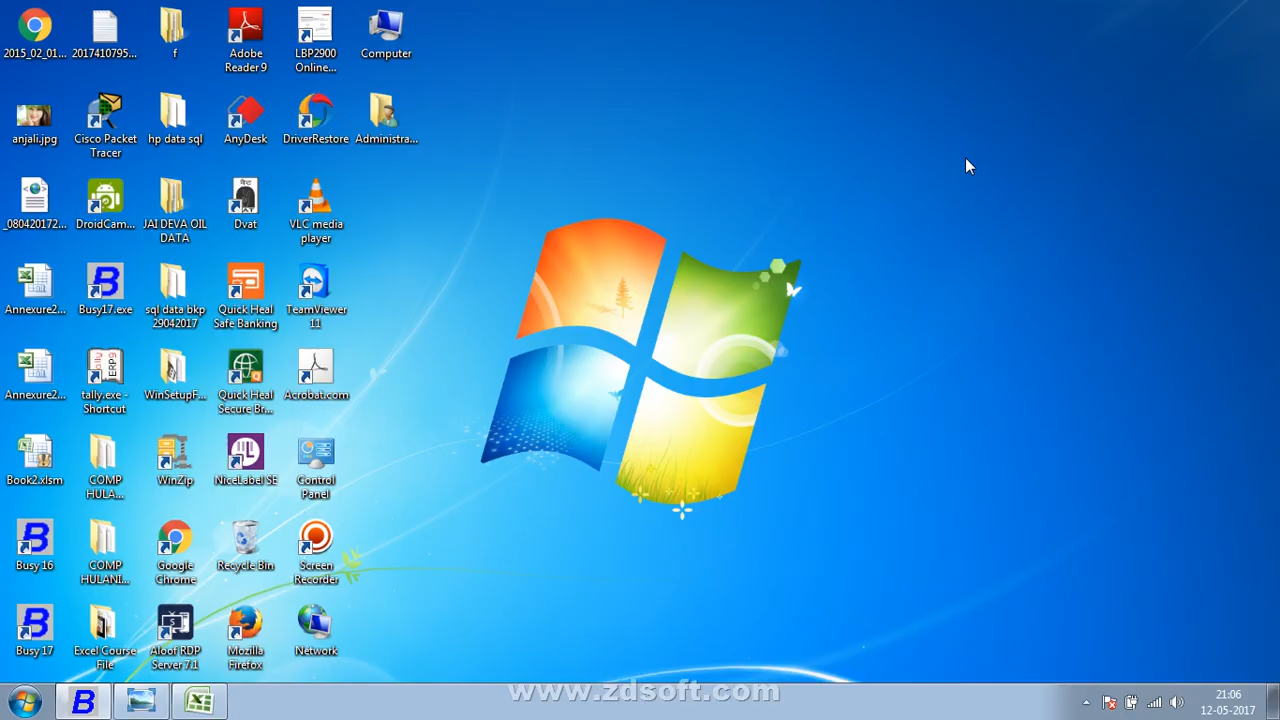 2015_02_01...
2017410795...
f
Adobe
Reader 9
LBP2900
Online...
Computer
anjali.jpg
Cisco Packet
Tracer
hp data sql
AnyDesk
DriverRestore
Administra...
_080420172...
DroidCam...
JAI DEVA OIL
DATA
Dvat
VLC media
player
Annexure2...
Busy17.exe
sql data bkp
29042017
Quick Heal
Safe Banking
TeamViewer
11
Annexure2...
tally.exe -
Shortcut
WinSetupF...
Quick Heal
Secure Br...
Acrobat.com
Book2.xlsm
COMP
HULA...
WinZip
NiceLabel SE
Control
Panel
Busy 16
COMP
HULANI...
Google
Chrome
Recycle Bin
Screen
Recorder
Busy 17
Excel Course
File
Aloof RDP
Server 7.1
Mozilla
Firefox
Network
www.zdsoft.com
21:06
12-05-2017